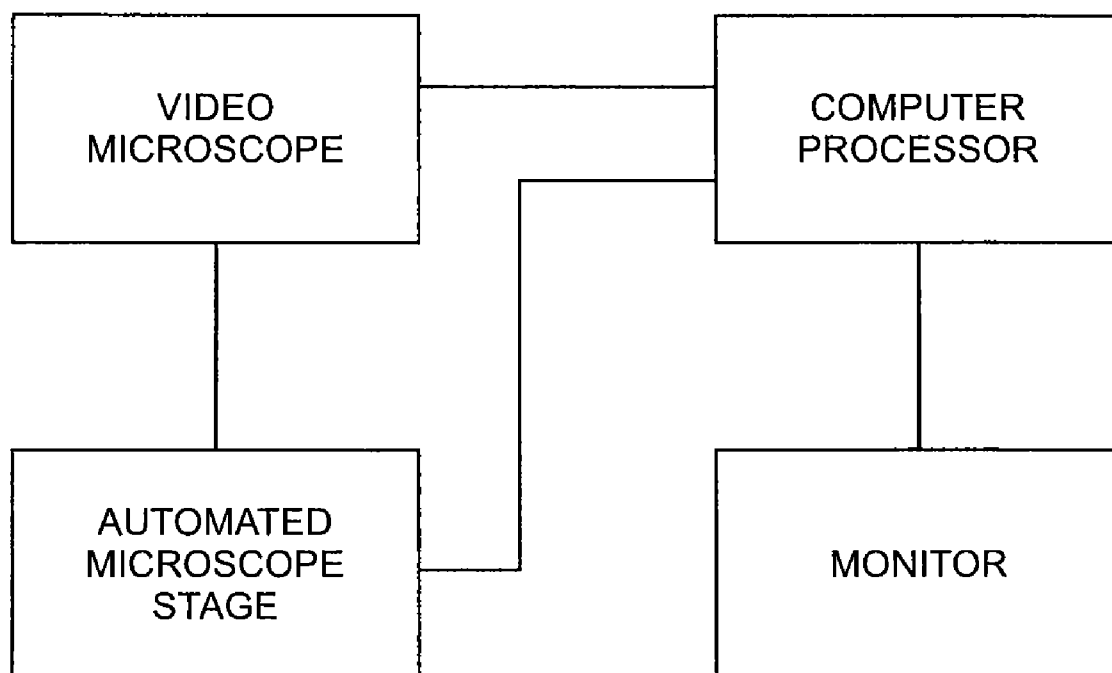 VIDEO
MICROSCOPE
COMPUTER
PROCESSOR
AUTOMATED
MICROSCOPE
STAGE
MONITOR